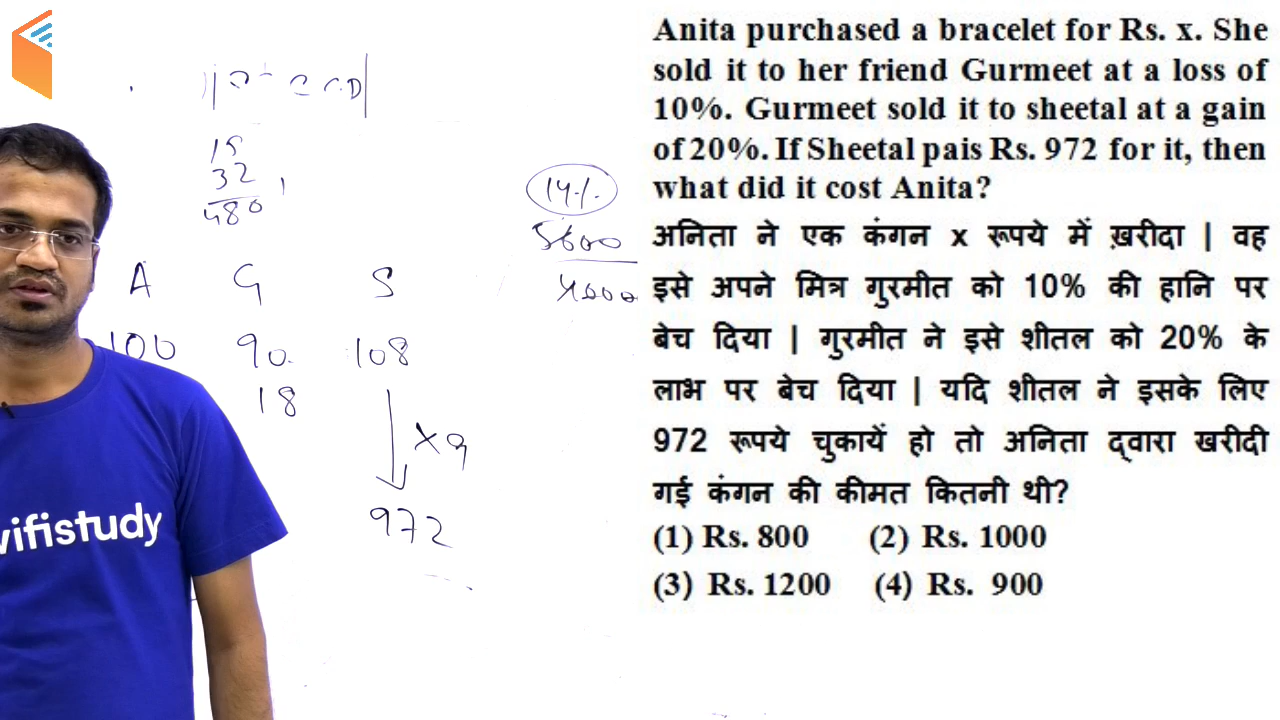 15
32
480
14%
5600
4000
A G S
100 90 108
18
×9
972
wifistudy
Anita purchased a bracelet for Rs. x. She
sold it to her friend Gurmeet at a loss of
10%. Gurmeet sold it to sheetal at a gain
of 20%. If Sheetal pais Rs. 972 for it, then
what did it cost Anita?
अनिता ने एक कंगन x रूपये में ख़रीदा | वह
इसे अपने मित्र गुरमीत को 10% की हानि पर
बेच दिया | गुरमीत ने इसे शीतल को 20% के
लाभ पर बेच दिया | यदि शीतल ने इसके लिए
972 रूपये चुकायें हो तो अनिता द्वारा खरीदी
गई कंगन की कीमत कितनी थी?
(1) Rs. 800 (2) Rs. 1000
(3) Rs. 1200 (4) Rs. 900